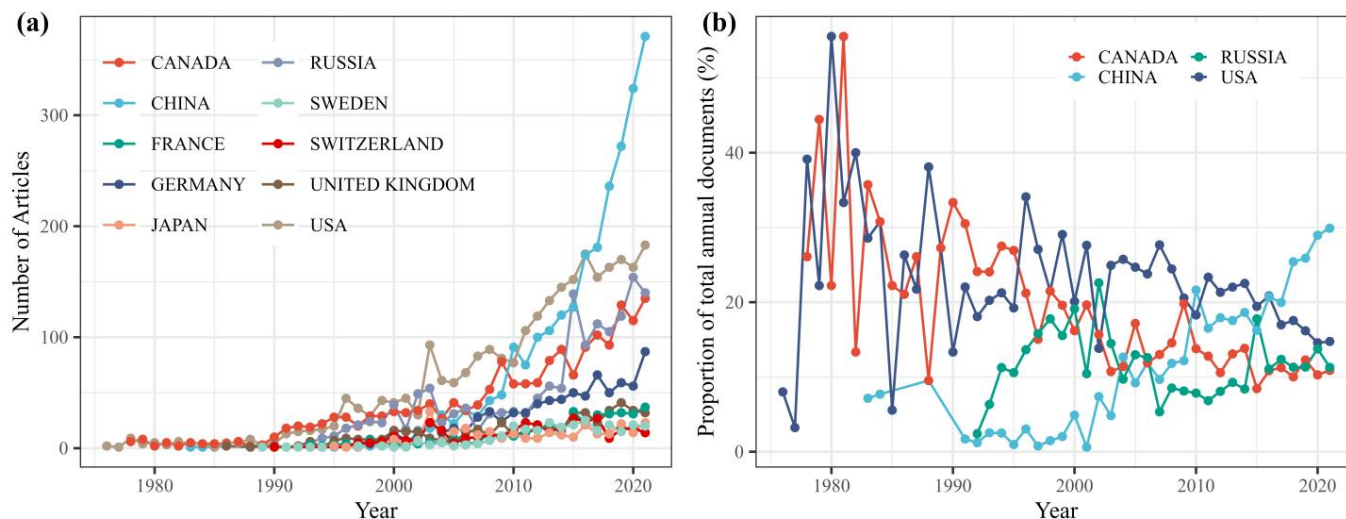 (a)
Number of Articles
300
200
100
0
CANADA
CHINA
FRANCE
GERMANY
JAPAN
RUSSIA
SWEDEN
SWITZERLAND
UNITED KINGDOM
USA
1980
1990
2000
2010
2020
Year
(b)
Proportion of total annual documents (%)
40
20
0
CANADA
CHINA
RUSSIA
USA
1980
1990
2000
2010
2020
Year